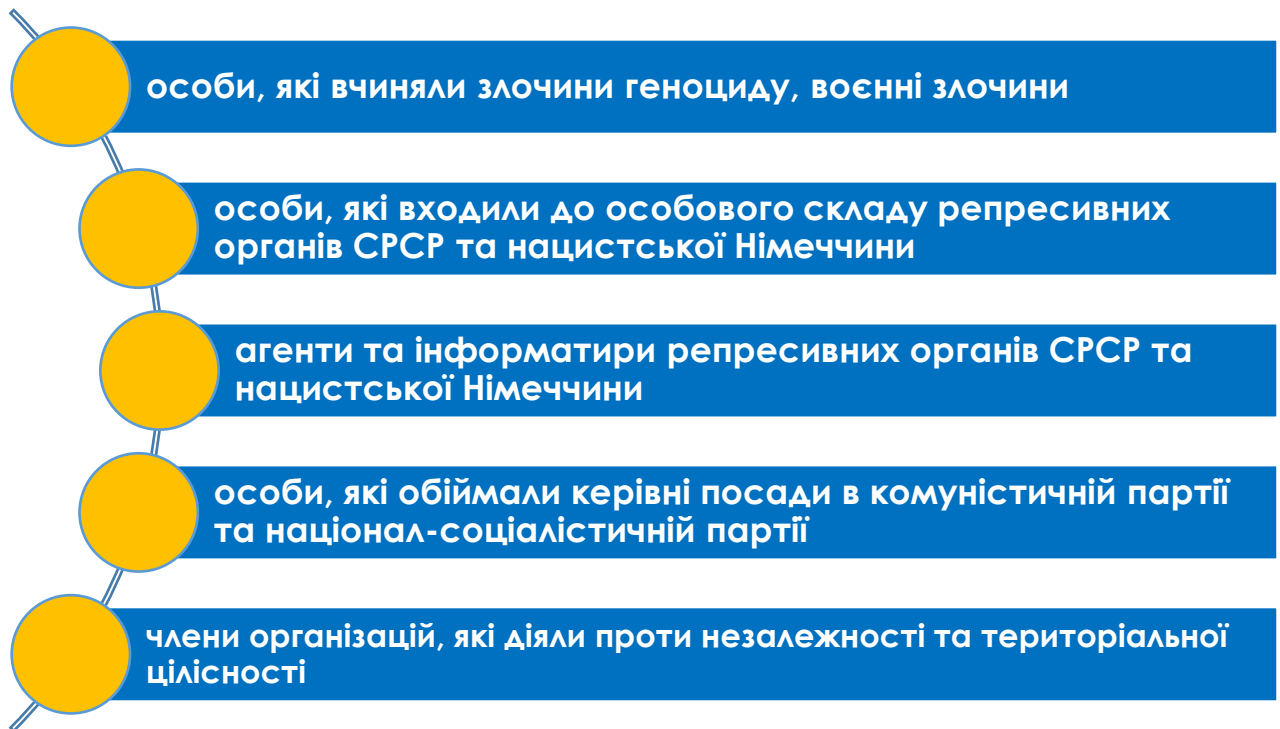 особи, які вчиняли злочини геноциду, воєнні злочини
особи, які входили до особового складу репресивних
органів СРСР та нацистської Німеччини
агенти та інформатири репресивних органів СРСР та
нацистської Німеччини
особи, які обіймали керівні посади в комуністичній партії
та націонал-соціалістичній партії
члени організацій, які діяли проти незалежності та територіальної
цілісності